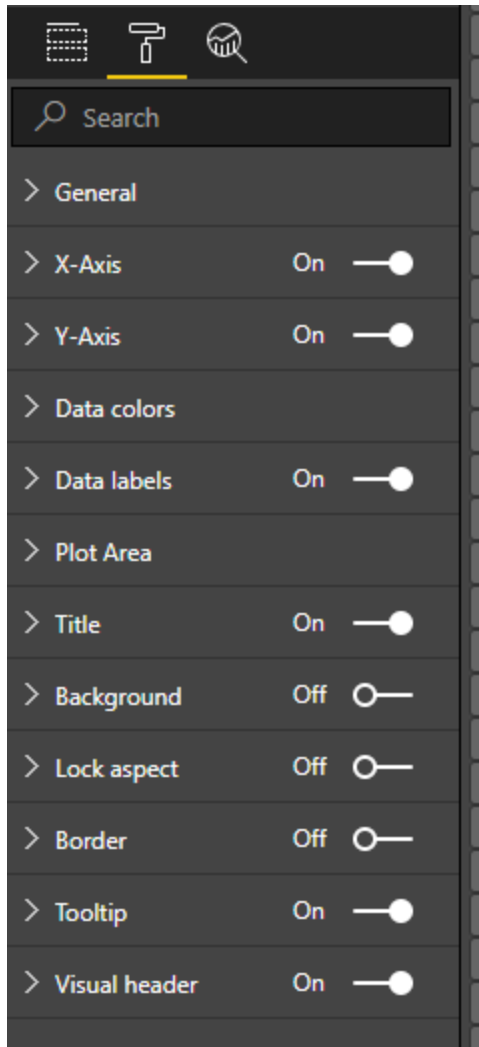 Search
General
X-Axis On
Y-Axis On
Data colors
Data labels On
Plot Area
Title On
Background Off
Lock aspect Off
Border Off
Tooltip On
Visual header On